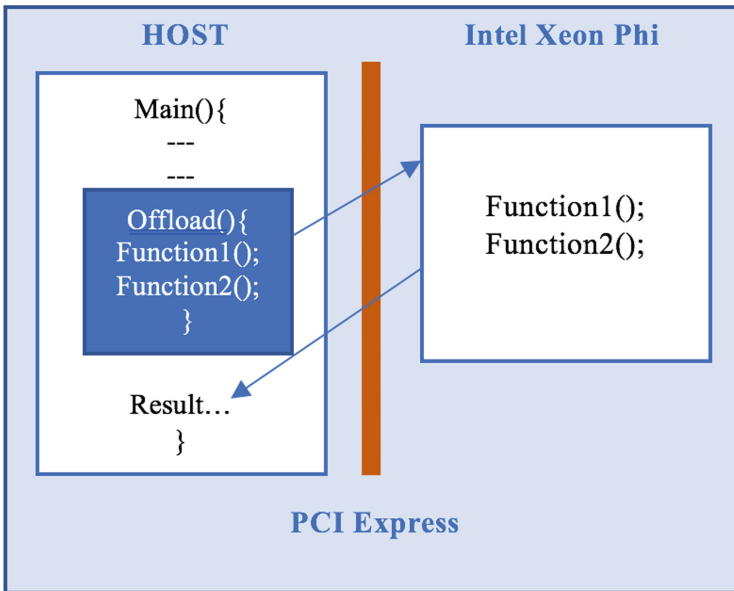 HOST
Main(){
---
---
Offload(){
Function1();
Function2();
}
Result…
}
Intel Xeon Phi
Function1();
Function2();
PCI Express